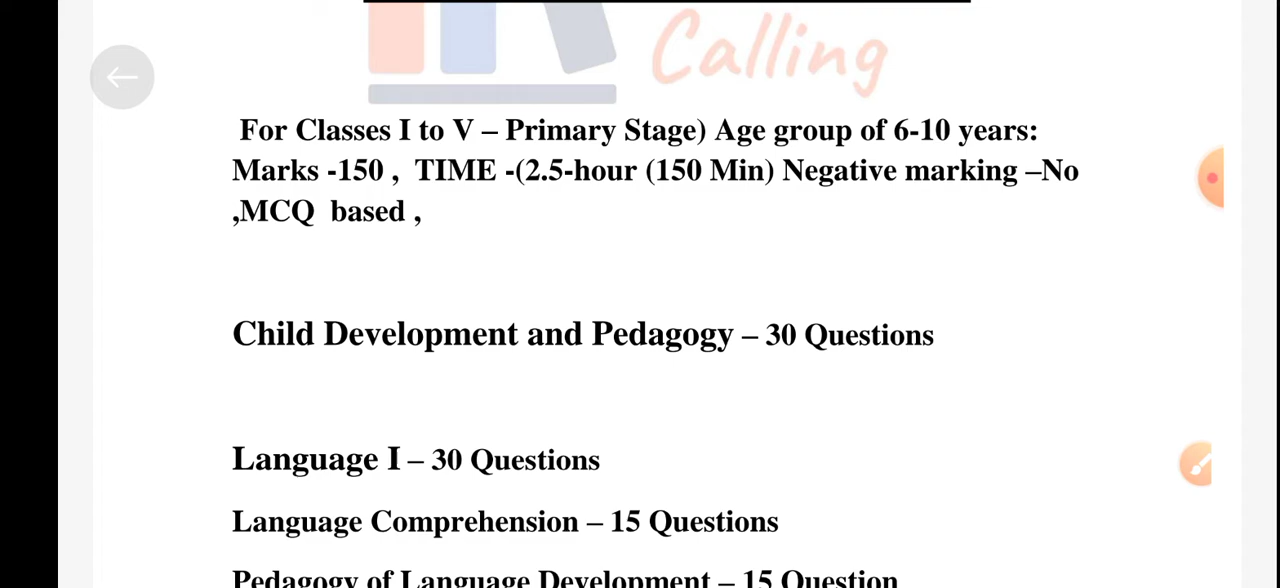 Calling
For Classes I to V – Primary Stage) Age group of 6-10 years:
Marks -150 , TIME -(2.5-hour (150 Min) Negative marking –No
,MCQ based ,
Child Development and Pedagogy – 30 Questions
Language I – 30 Questions
Language Comprehension – 15 Questions
Pedagogy of Language Development – 15 Question